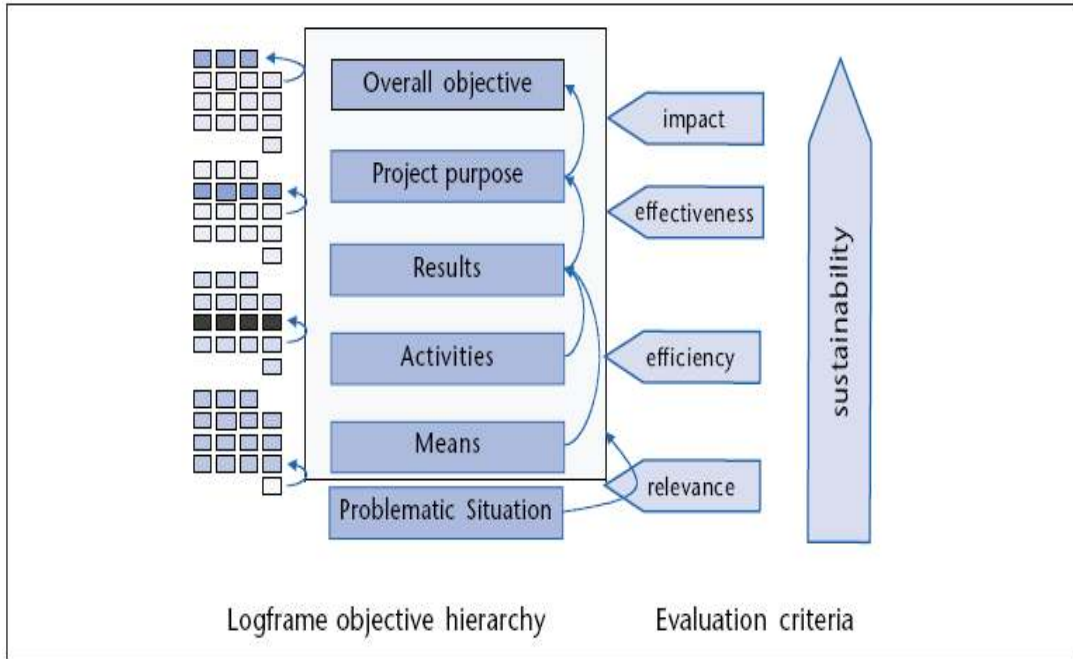 Overall objective
Project purpose
Results
Activities
Means
Problematic Situation
impact
effectiveness
efficiency
relevance
sustainability
Logframe objective hierarchy
Evaluation criteria